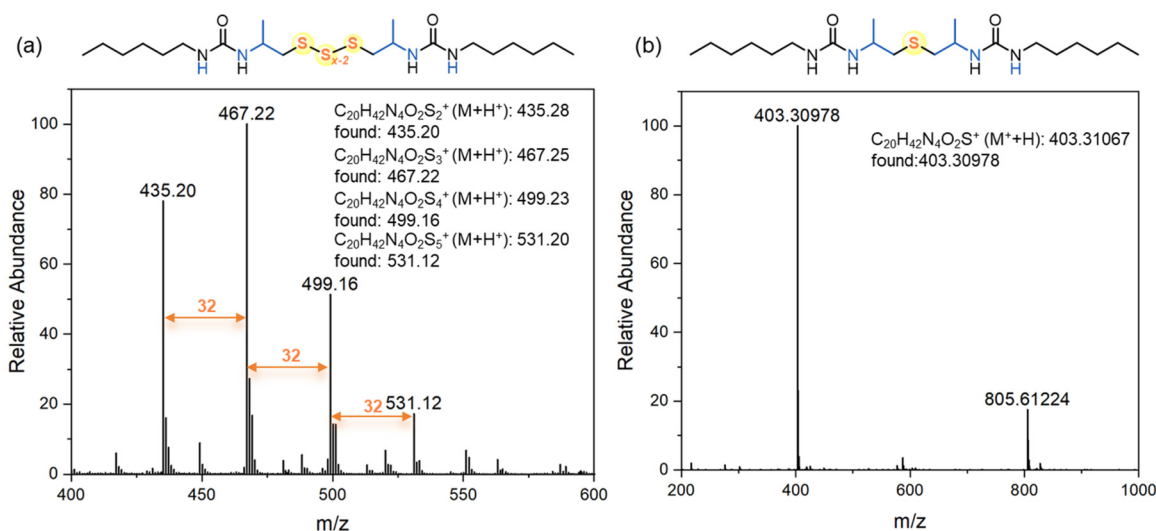 (a)
O
N
H
N
H
S
S
x-2
S
N
H
O
N
H
C20H42N4O2S2+ (M+H+): 435.28
found: 435.20
C20H42N4O2S3+ (M+H+): 467.25
found: 467.22
C20H42N4O2S4+ (M+H+): 499.23
found: 499.16
C20H42N4O2S5+ (M+H+): 531.20
found: 531.12
467.22
435.20
499.16
531.12
32
32
32
Relative Abundance
100
80
60
40
20
0
400
450
500
550
600
m/z
(b)
O
N
H
N
H
S
N
H
O
N
H
403.30978
C20H42N4O2S+ (M++H): 403.31067
found:403.30978
805.61224
Relative Abundance
100
80
60
40
20
0
200
400
600
800
1000
m/z